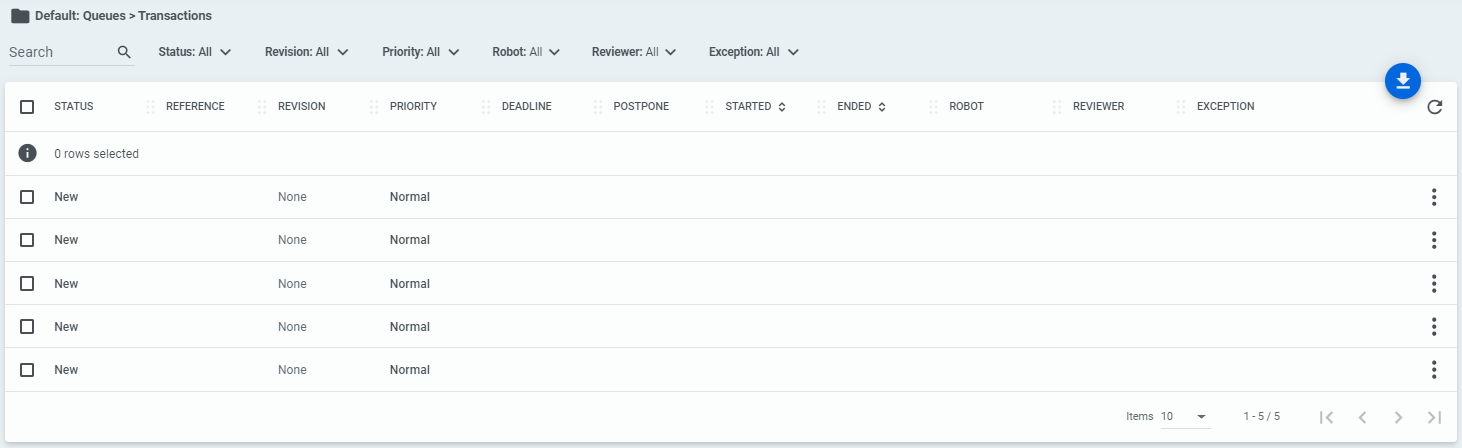 Default: Queues > Transactions
Search Status: All Revision: All Priority: All Robot: All Reviewer: All Exception: All
STATUS REFERENCE REVISION PRIORITY DEADLINE POSTPONE STARTED ENDED ROBOT REVIEWER EXCEPTION
0 rows selected
New None Normal
New None Normal
New None Normal
New None Normal
New None Normal
Items 10 1 - 5 / 5